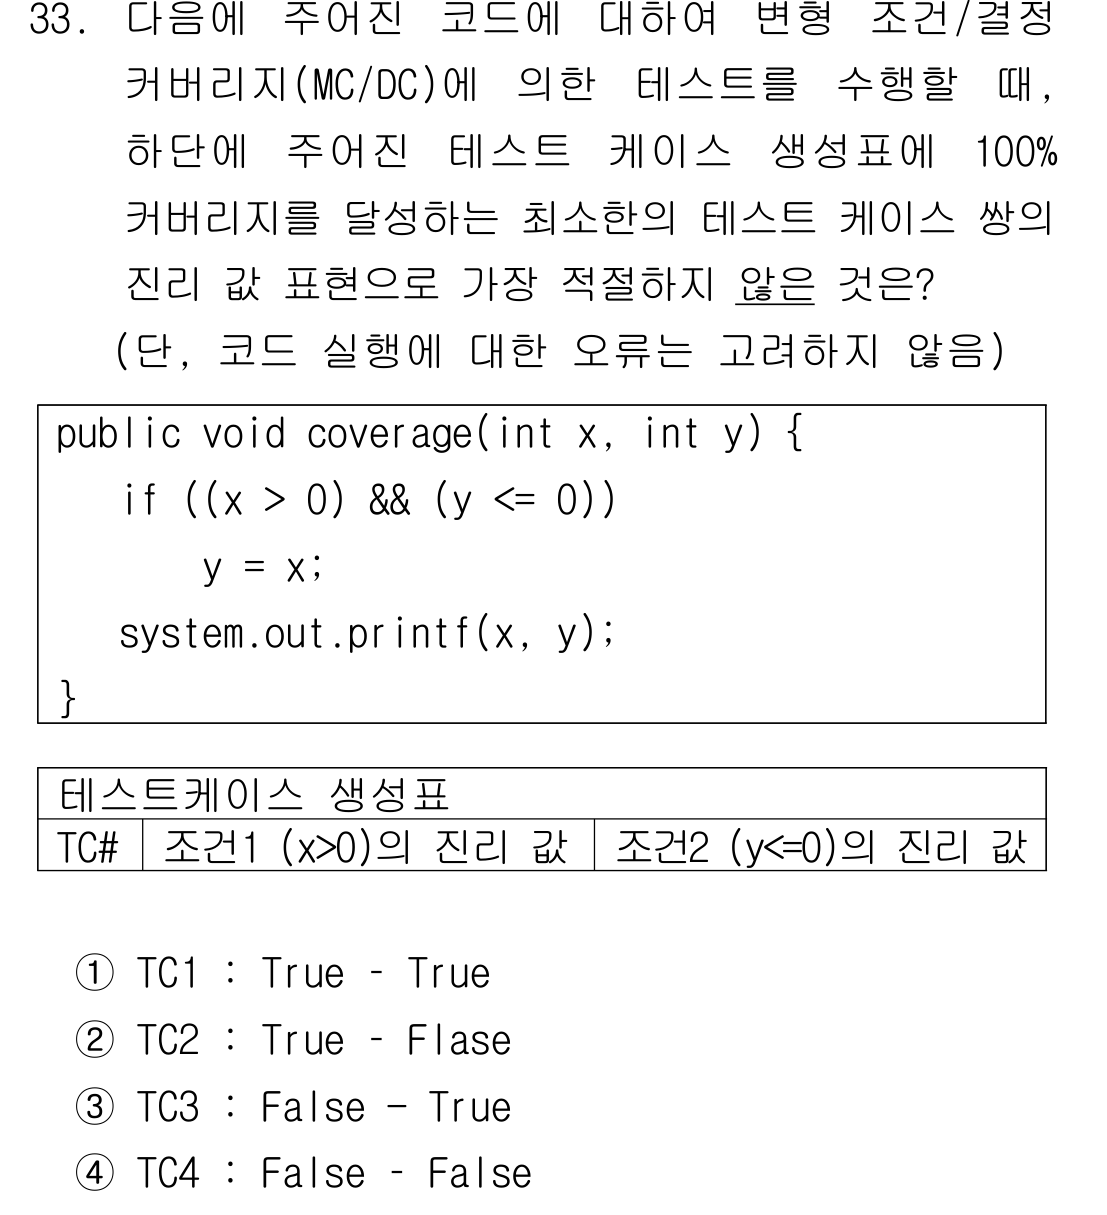 33. 다음에 주어진 코드에 대하여 변형 조건/결정
커버리지(MC/DC)에 의한 테스트를 수행할 때,
하단에 주어진 테스트 케이스 생성표에 100%
커버리지를 달성하는 최소한의 테스트 케이스 쌍의
진리 값 표현으로 가장 적절하지 않은 것은?
(단, 코드 실행에 대한 오류는 고려하지 않음)
public void coverage(int x, int y) {
if ((x > 0) && (y <= 0))
y = x;
system.out.printf(x, y);
}
테스트케이스 생성표
TC# 조건1 (x>0)의 진리 값 조건2 (y<=0)의 진리 값
① TC1 : True - True
② TC2 : True - Flase
③ TC3 : False – True
④ TC4 : False - False